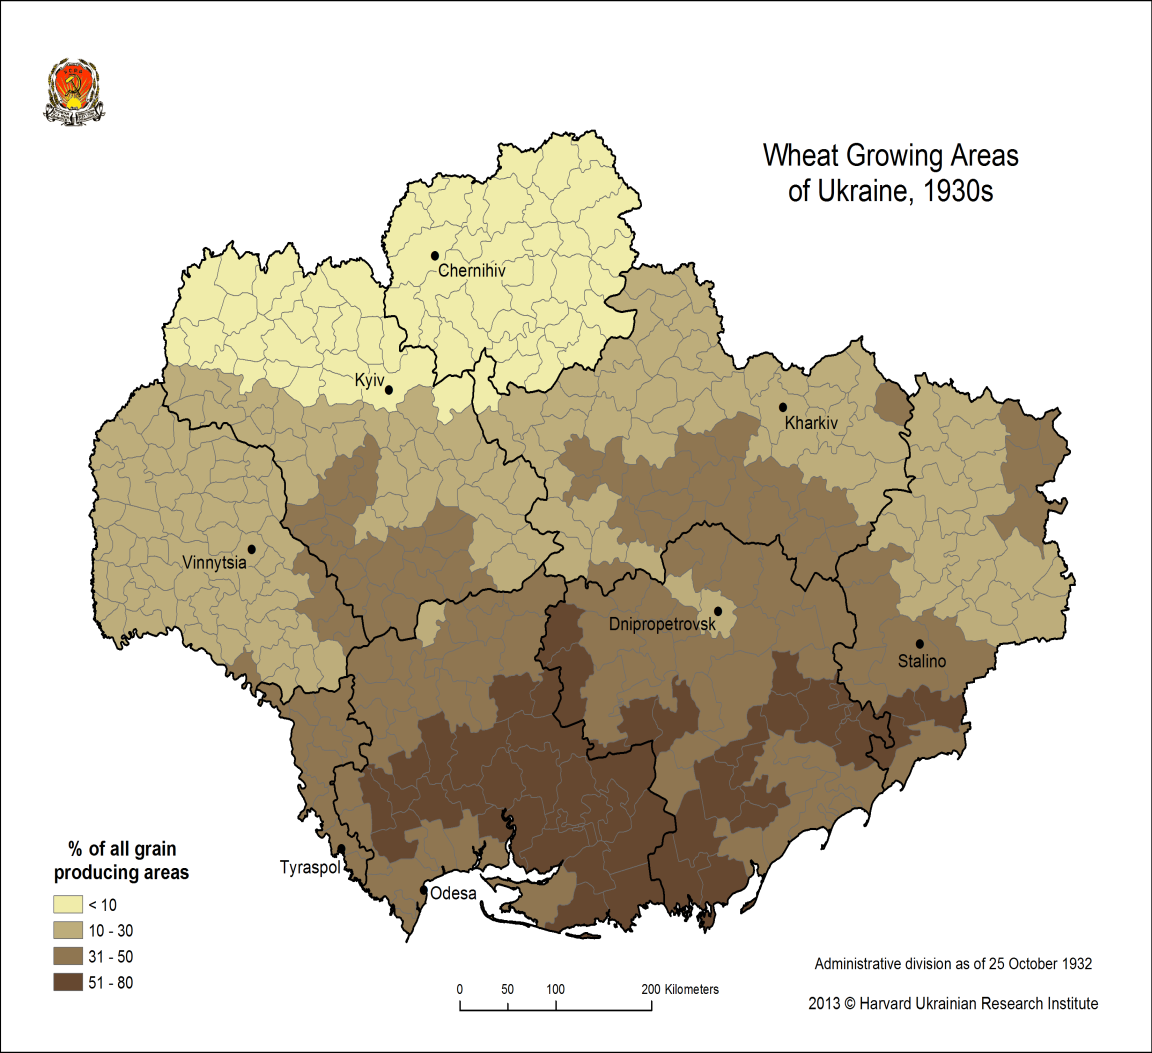 Wheat Growing Areas
of Ukraine, 1930s
Chernihiv
Kyiv
Kharkiv
Vinnytsia
Dnipropetrovsk
Stalino
Tyraspol
Odesa
% of all grain
producing areas
< 10
10 - 30
31 - 50
51 - 80
0 50 100 200 Kilometers
Administrative division as of 25 October 1932
2013 © Harvard Ukrainian Research Institute